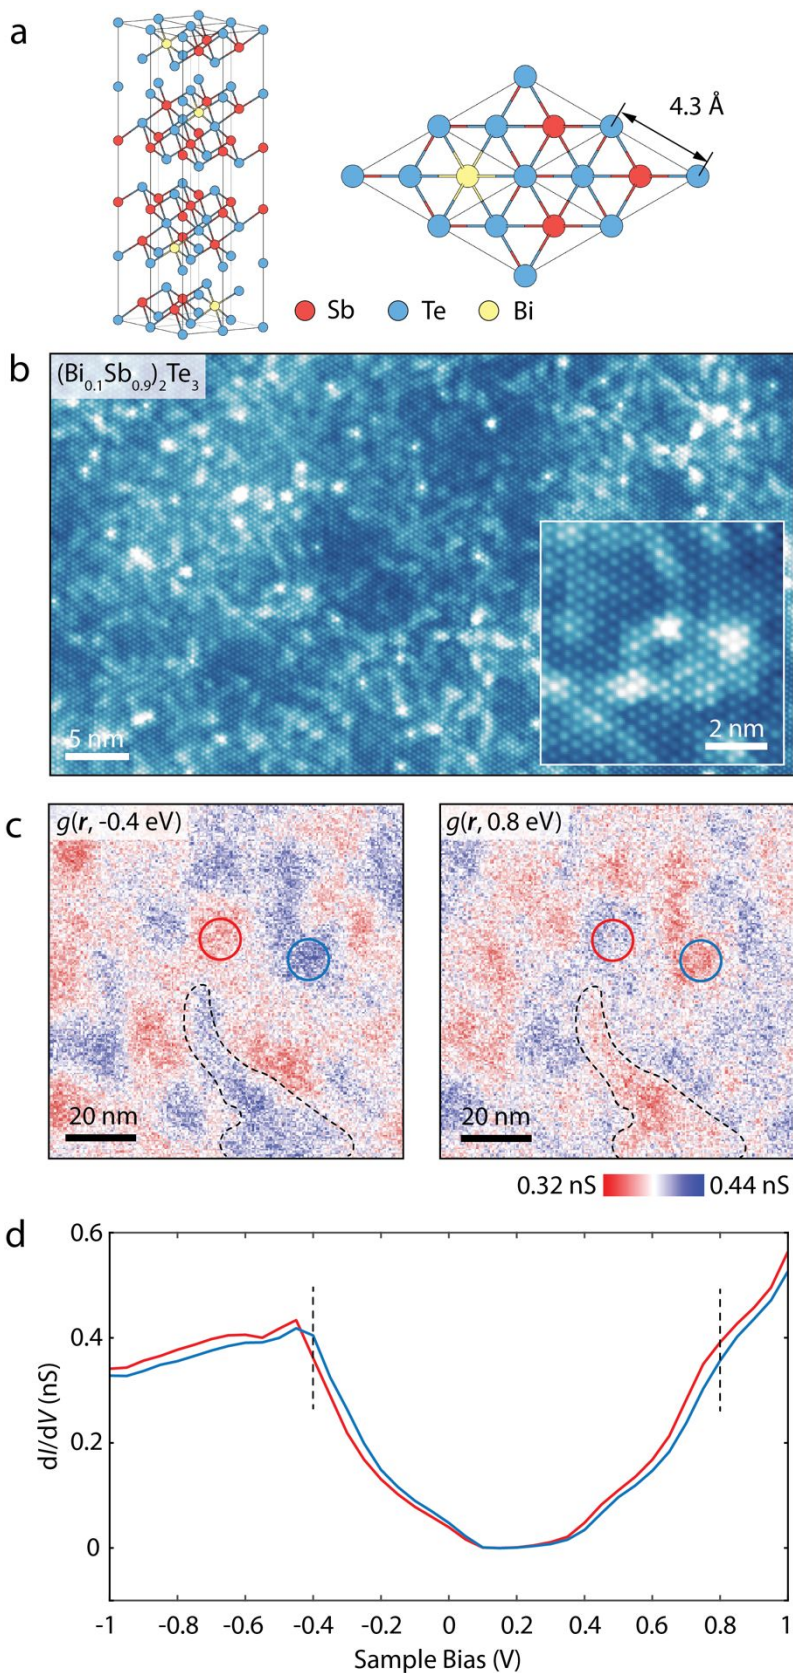 a
4.3 Å
Sb Te Bi
b
(Bi₀.₁Sb₀.₉)₂Te₃
5 nm
2 nm
c
g(r, -0.4 eV)
g(r, 0.8 eV)
20 nm
20 nm
0.32 nS 0.44 nS
d
0.6
0.4
0.2
0
dI/dV (nS)
-1 -0.8 -0.6 -0.4 -0.2 0 0.2 0.4 0.6 0.8 1
Sample Bias (V)